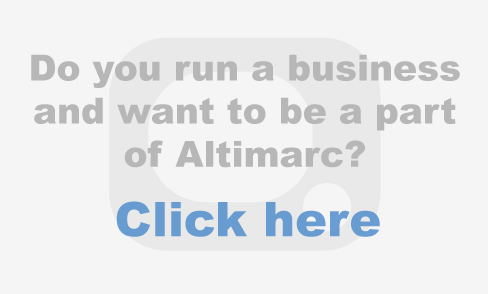 Do you run a business
and want to be a part
of Altimarc?
Click here